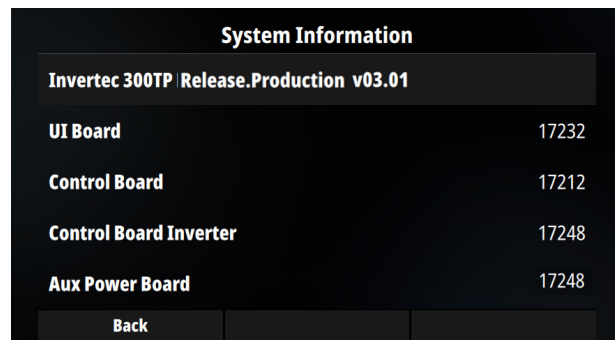 System Information
Invertec 300TP Release.Production v03.01
UI Board 17232
Control Board 17212
Control Board Inverter 17248
Aux Power Board 17248
Back